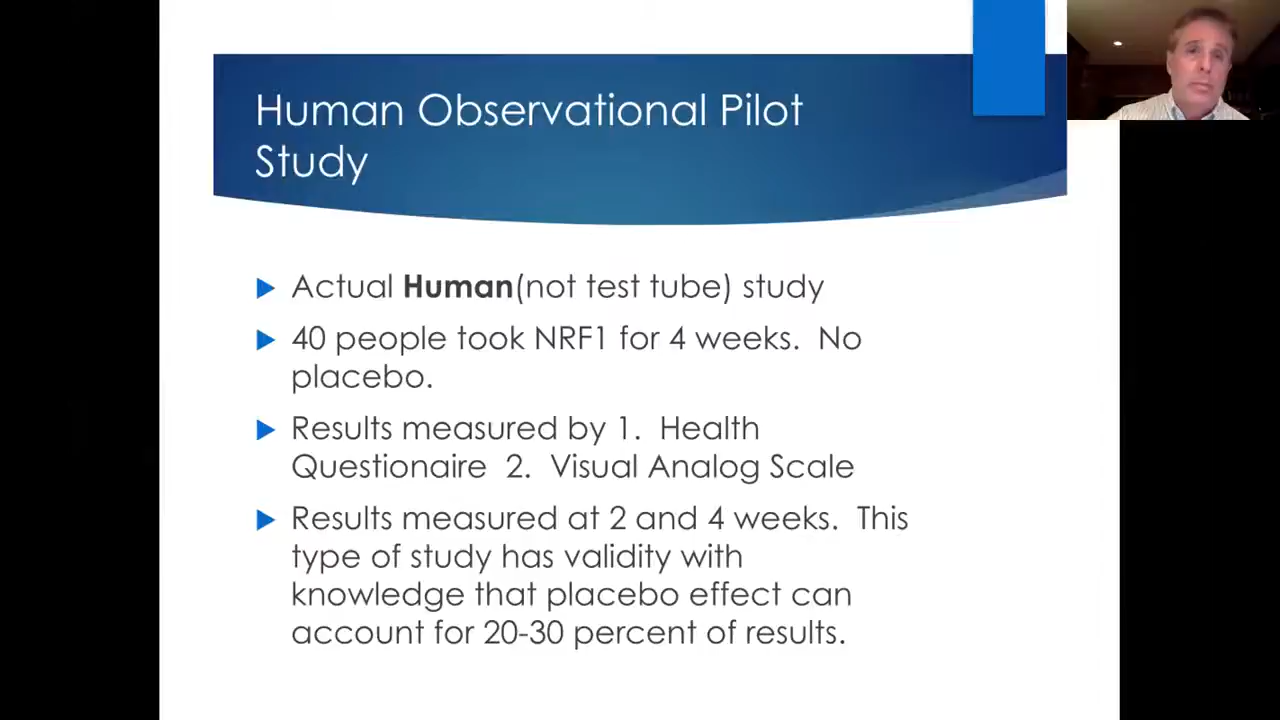 Human Observational Pilot
Study
Actual Human(not test tube) study
40 people took NRF1 for 4 weeks.  No
placebo.
Results measured by 1.  Health
Questionaire  2.  Visual Analog Scale
Results measured at 2 and 4 weeks.  This
type of study has validity with
knowledge that placebo effect can
account for 20-30 percent of results.